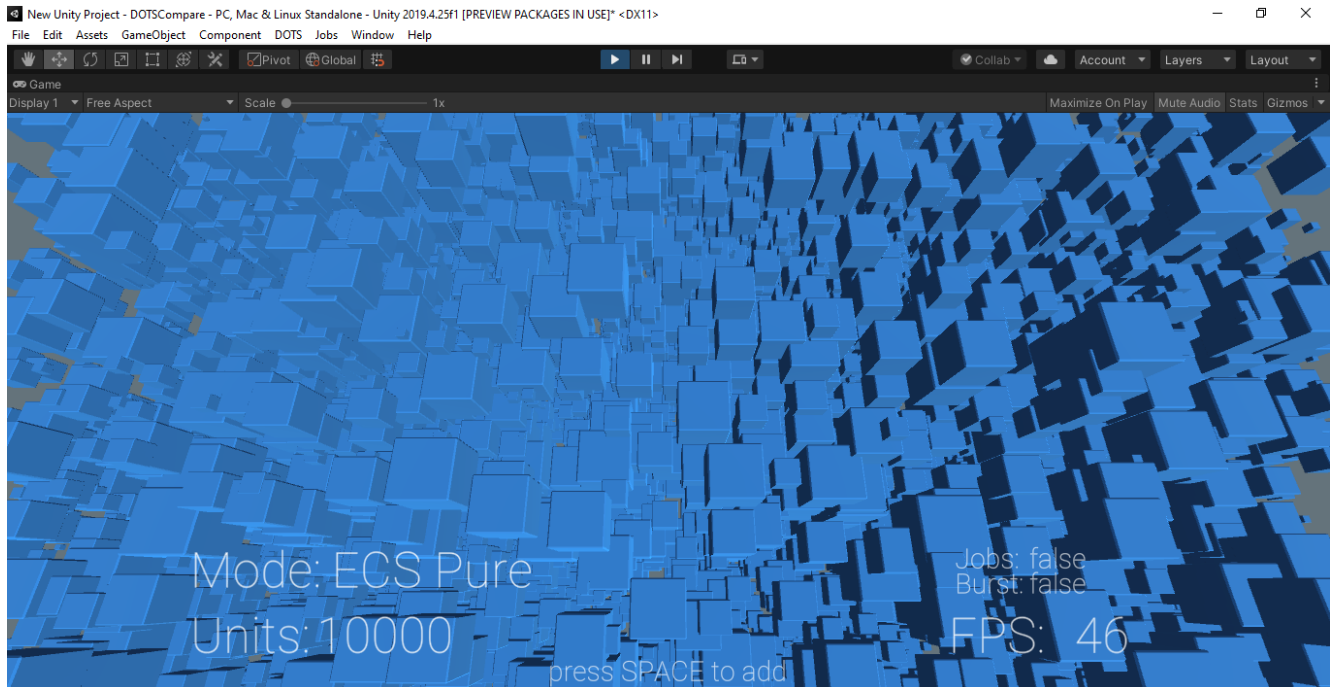 New Unity Project - DOTSCompare - PC, Mac & Linux Standalone - Unity 2019.4.25f1 [PREVIEW PACKAGES IN USE]* <DX11>
File Edit Assets GameObject Component DOTS Jobs Window Help
Pivot Global Collab Account Layers Layout
Game
Display 1 Free Aspect Scale 1x Maximize On Play Mute Audio Stats Gizmos
Mode: ECS Pure
Jobs: false
Burst: false
Units: 10000
FPS: 46
press SPACE to add